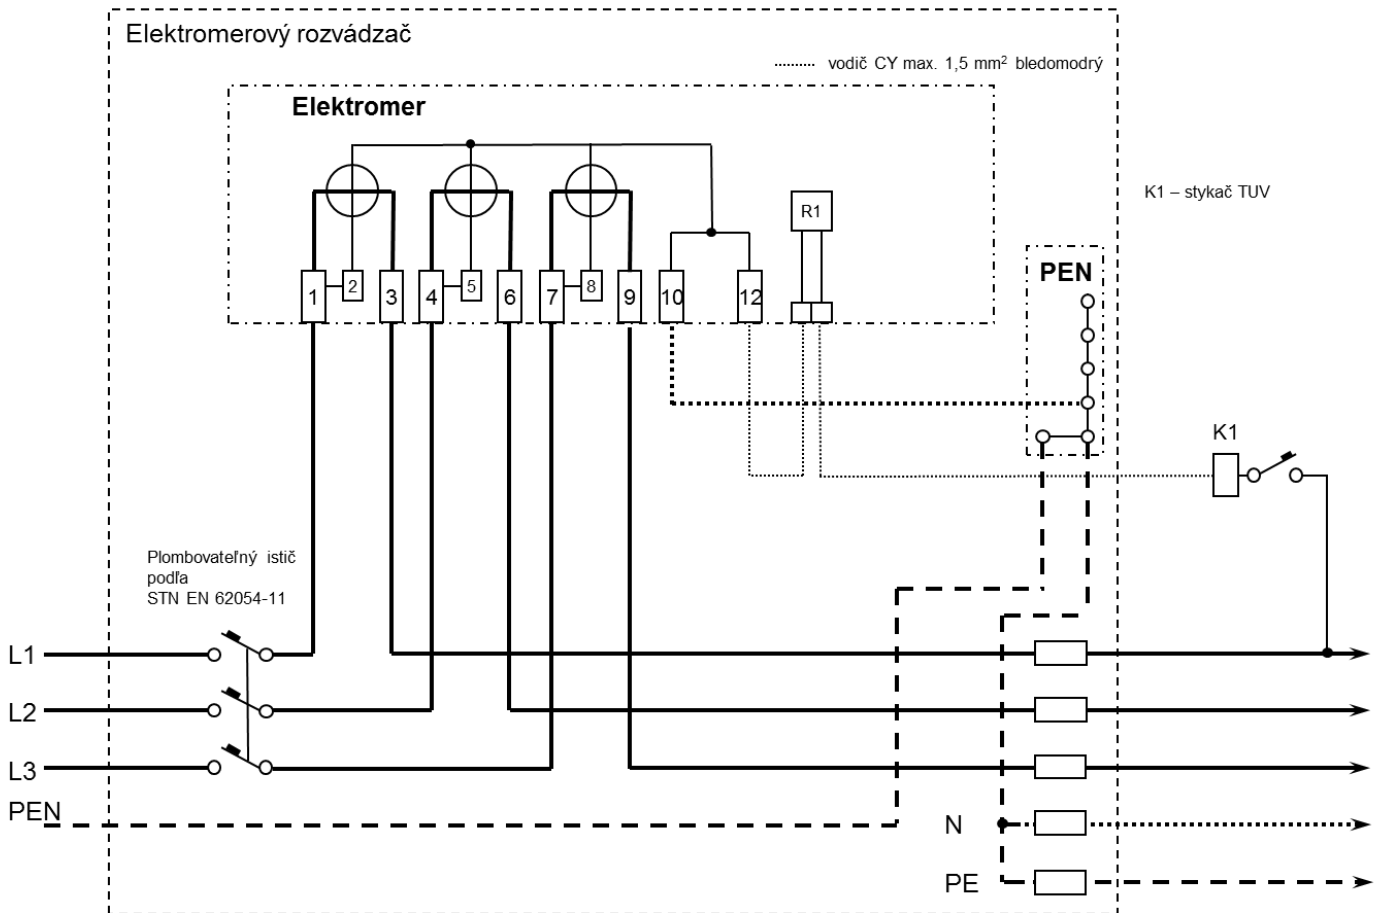 Elektromerový rozvádzač
vodič CY max. 1,5 mm² bledomodrý
Elektromer
K1 – stykač TUV
R1
PEN
1 2 3 4 5 6 7 8 9 10 12
K1
Plombovateľný istič
podľa
STN EN 62054-11
L1
L2
L3
PEN
N
PE